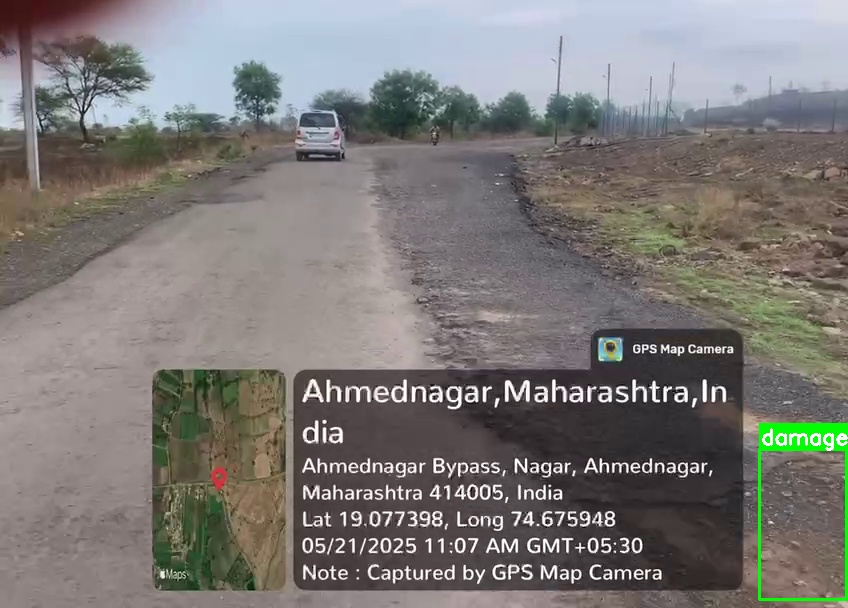 GPS Map Camera
Ahmednagar,Maharashtra,In
dia
Ahmednagar Bypass, Nagar, Ahmednagar,
Maharashtra 414005, India
Lat 19.077398, Long 74.675948
05/21/2025 11:07 AM GMT+05:30
Note : Captured by GPS Map Camera
Maps
damage